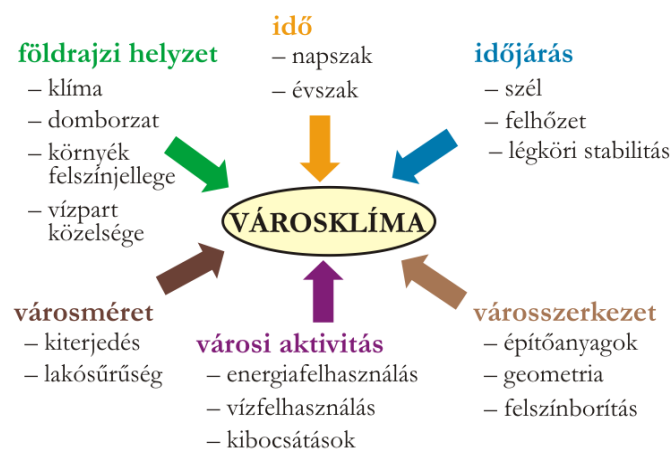 földrajzi helyzet
– klíma
– domborzat
– környék
felszínjellege
– vízpart
közelsége
idő
– napszak
– évszak
időjárás
– szél
– felhőzet
– légköri stabilitás
VÁROSKLÍMA
városméret
– kiterjedés
– lakósűrűség
városi aktivitás
– energiafelhasználás
– vízfelhasználás
– kibocsátások
városszerkezet
– építőanyagok
– geometria
– felszínborítás